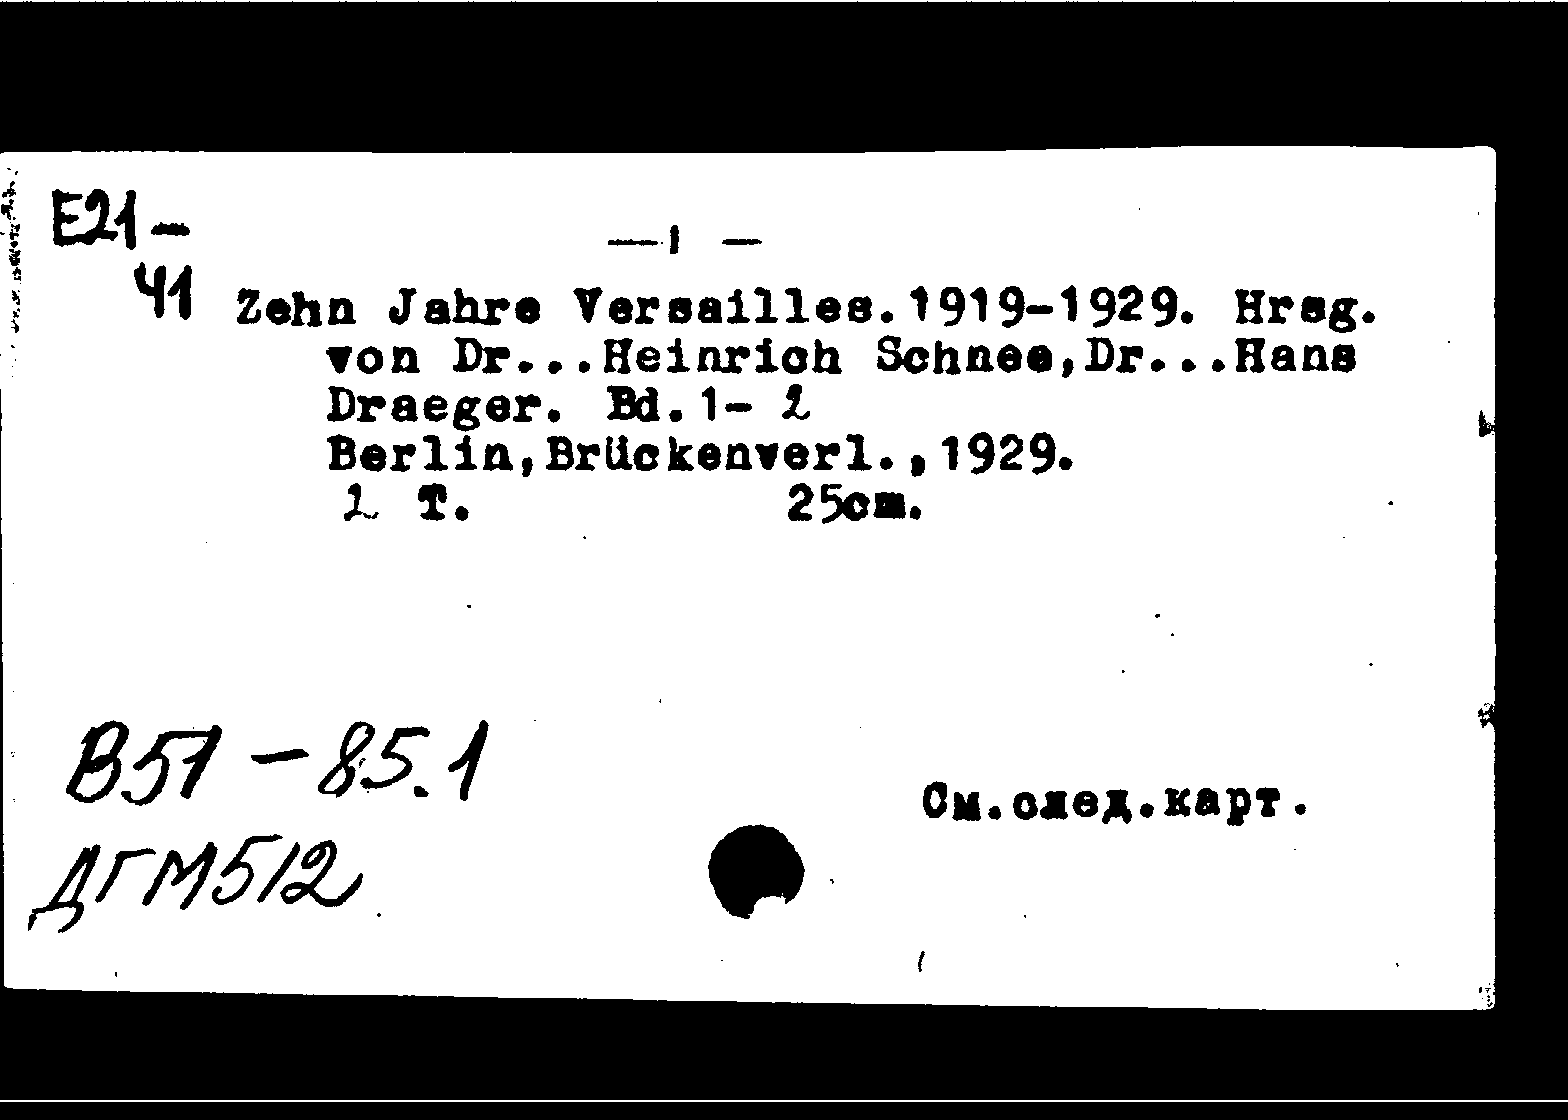 E21-
41
— 1 —
Zehn Jahre Versailles.1919-1929. Hrsg.
von Dr...Heinrich Schnee,Dr...Hans
Draeger. Bd.1- 2
Berlin,Brückenverl.,1929.
2 T. 25cm.
B51 - 85.1
См.след.карт.
ДГМ512